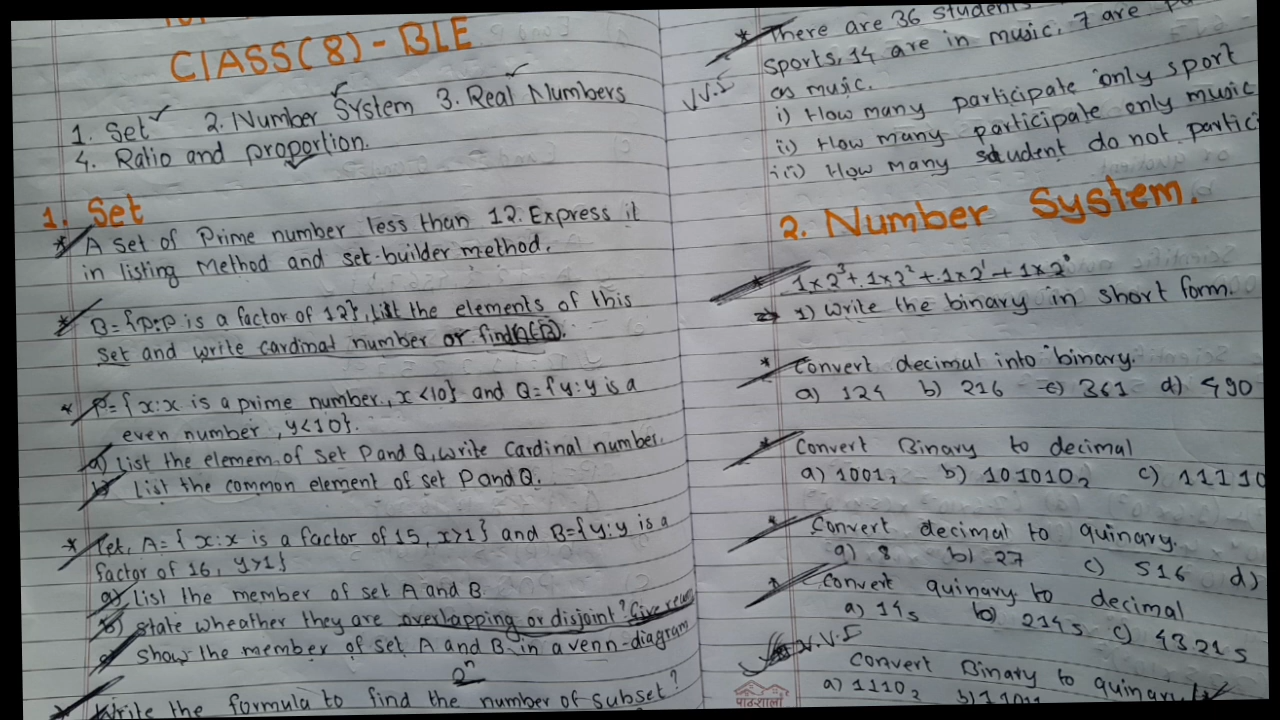 CLASS(8) - BLE
1. Set 2. Number System 3. Real Numbers
4. Ratio and proportion.
1. Set
* A set of Prime number less than 12. Express it
in listing Method and set-builder method.
* B={P:P is a factor of 12}, List the elements of this
set and write cardinal number or find n(B).
* P={x:x is a prime number, x<10} and Q={y:y is a
even number, y<10}.
a) List the elemem. of set P and Q, write Cardinal number.
b) List the common element of set P and Q.
* Let, A={x:x is a factor of 15, x>1} and B={y:y is a
factor of 16, y>1}
a) List the member of set A and B
b) state wheather they are overlapping or disjoint? Give
c) Show the member of set A and B in a venn-diagram
2ⁿ
* Write the formula to find the number of subset?
* There are 36 students
sports, 14 are in music, 7 are
as music.
V.V.I
i) How many participate only sport
ii) How many participate only music
iii) How many student do not
2. Number System.
* 1×2³+1×2²+1×2¹+1×2⁰
1) Write the binary in short form.
* Convert decimal into binary.
a) 124 b) 216 c) 361 d) 490
* Convert Binary to decimal
a) 1001₂ b) 101010₂ c) 11110
* Convert decimal to quinary.
a) 8 b) 27 c) 516 d)
* Convert quinary to decimal
a) 14₅ b) 214₅ c) 4321₅
V.V.I
Convert Binary to quinary
a) 1110₂ b) 11011
पाठशाला